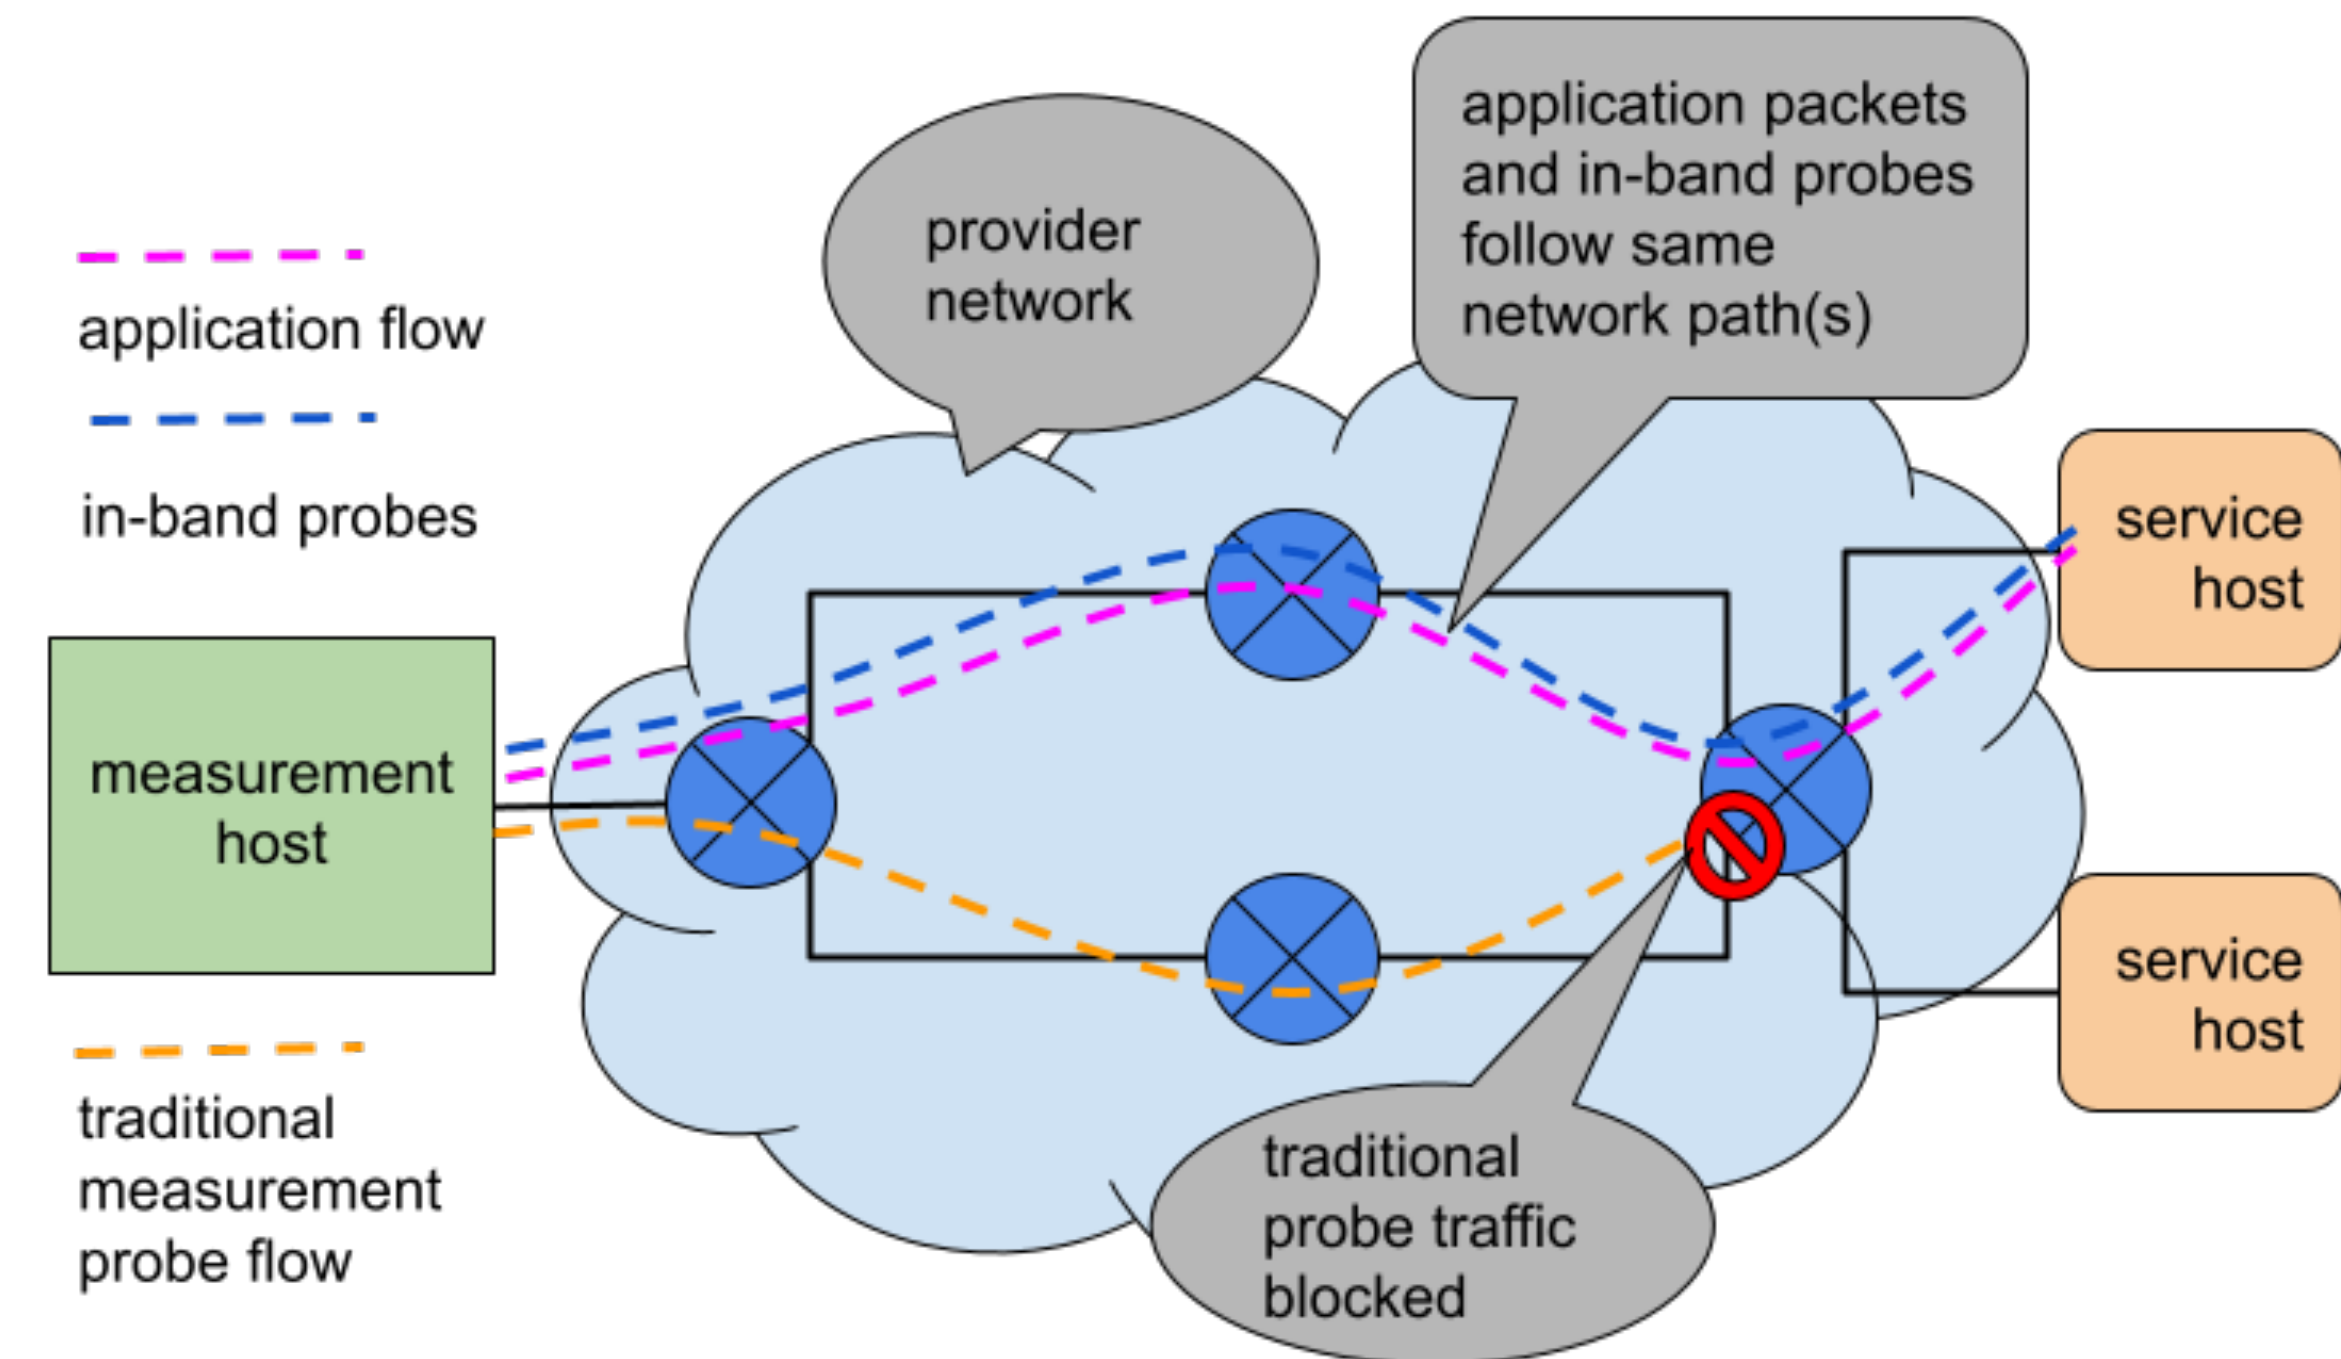 application flow
in-band probes
measurement
host
traditional
measurement
probe flow
provider
network
application packets
and in-band probes
follow same
network path(s)
traditional
probe traffic
blocked
service
host
service
host